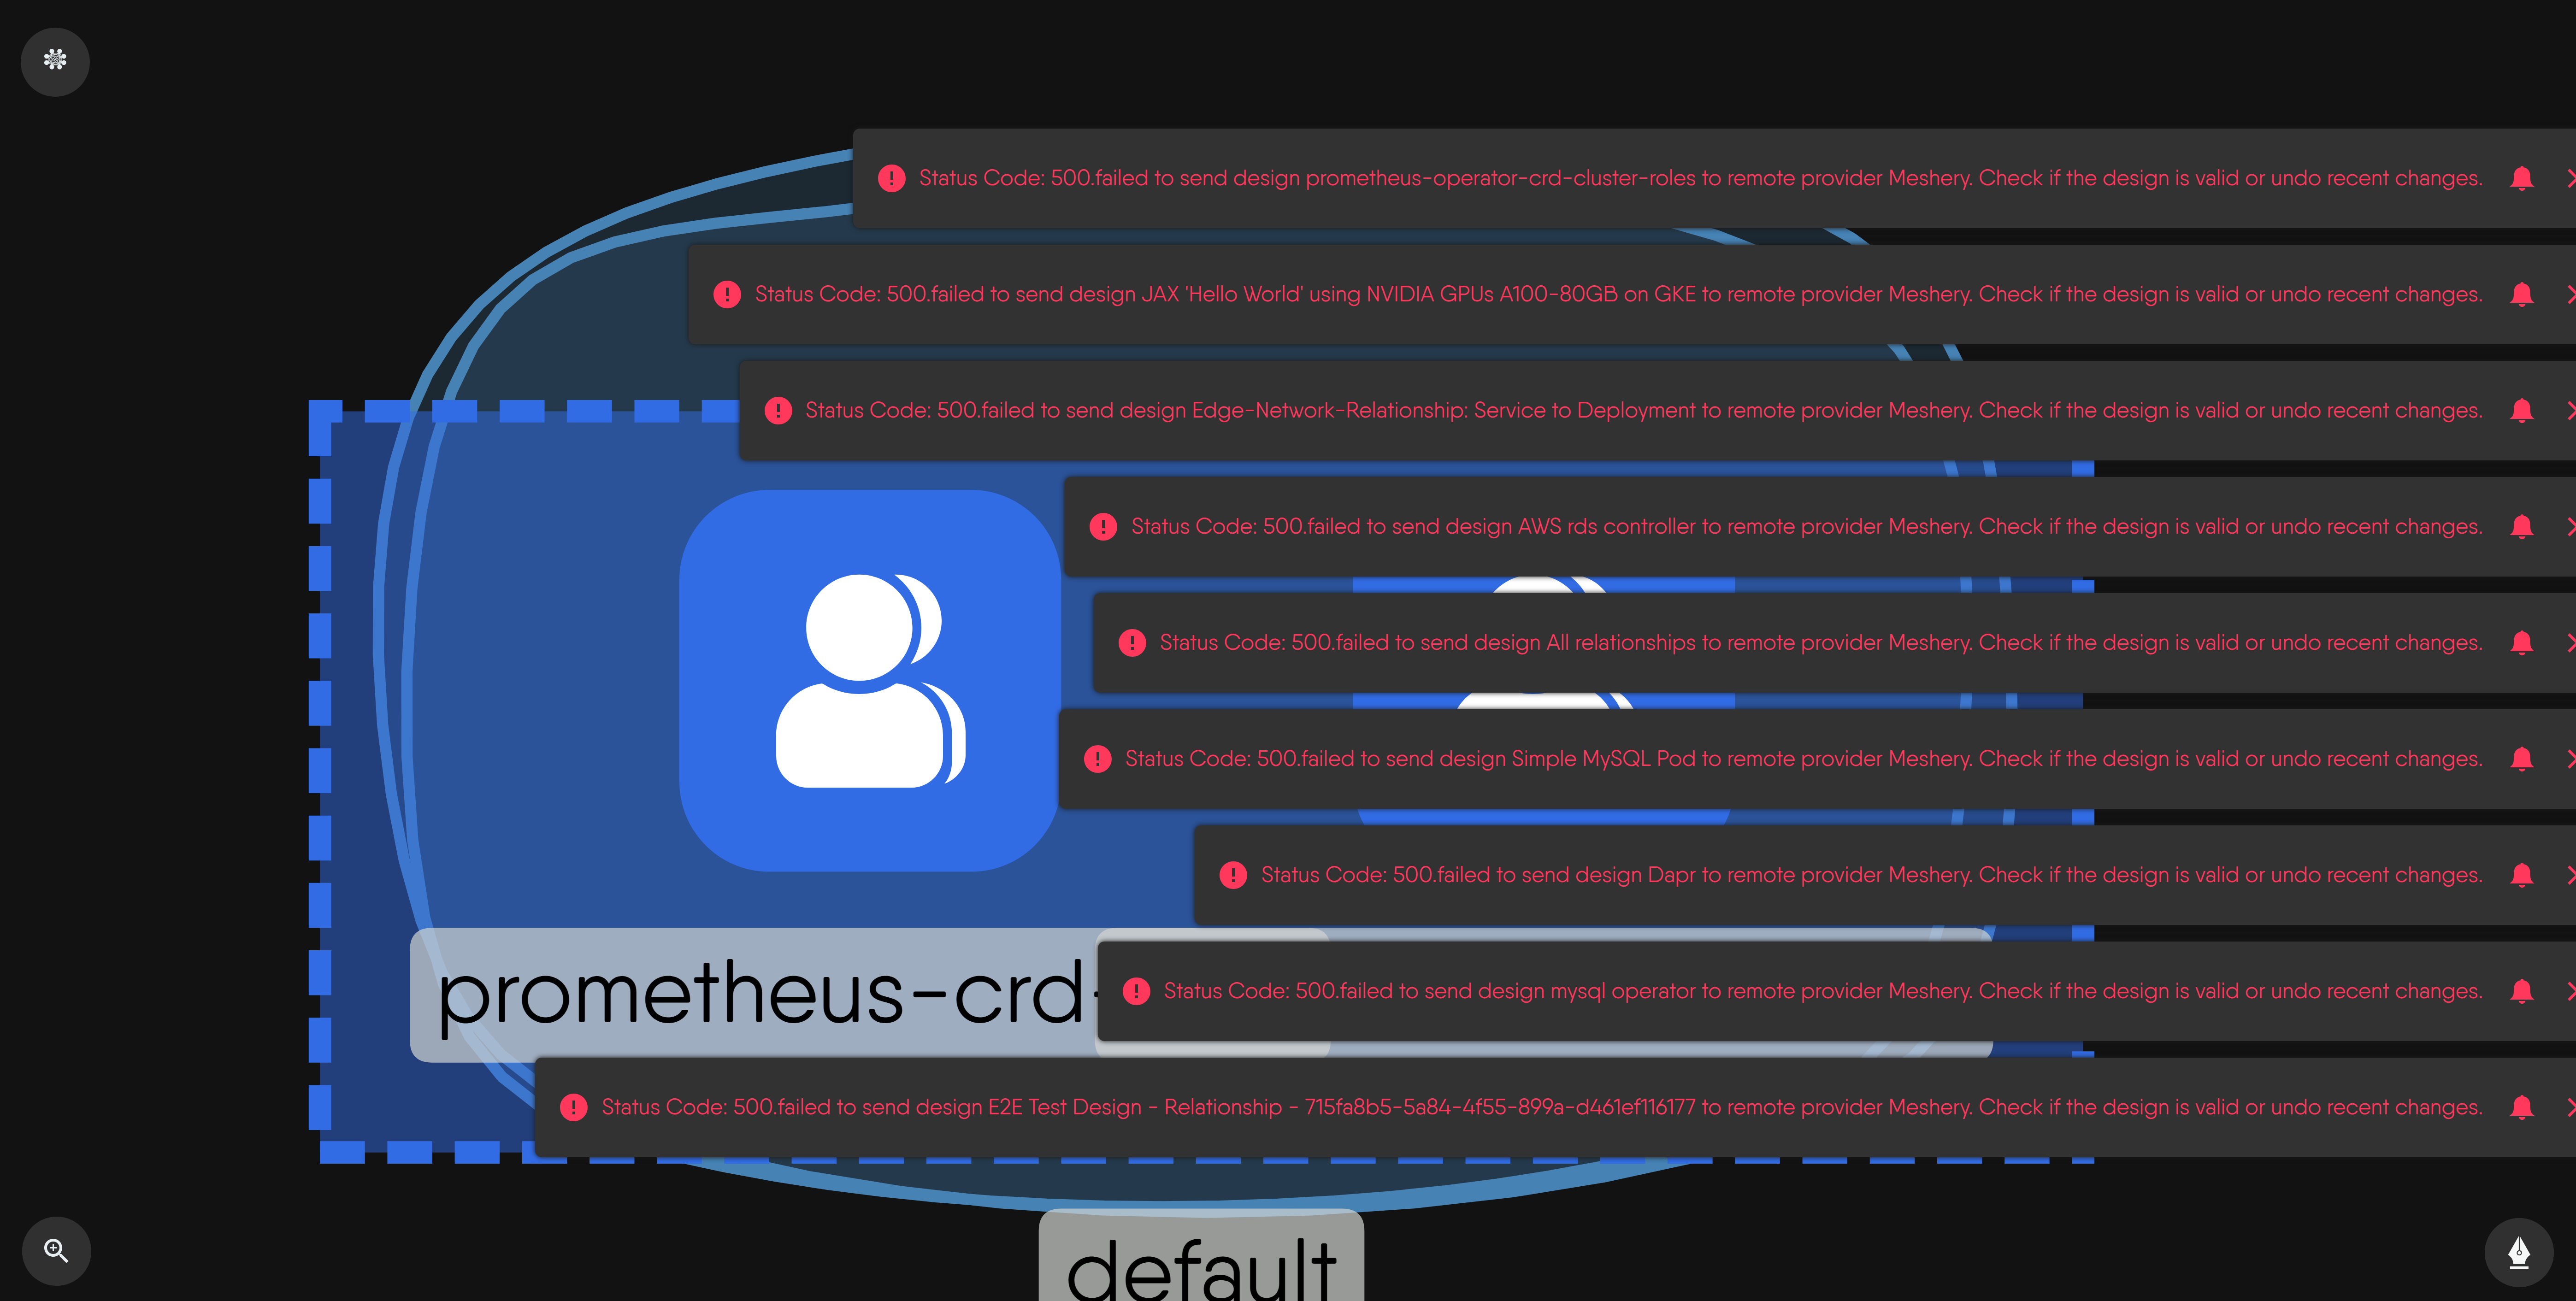 Status Code: 500.failed to send design prometheus-operator-crd-cluster-roles to remote provider Meshery. Check if the design is valid or undo recent changes.
Status Code: 500.failed to send design JAX 'Hello World' using NVIDIA GPUs A100-80GB on GKE to remote provider Meshery. Check if the design is valid or undo recent changes.
Status Code: 500.failed to send design Edge-Network-Relationship: Service to Deployment to remote provider Meshery. Check if the design is valid or undo recent changes.
Status Code: 500.failed to send design AWS rds controller to remote provider Meshery. Check if the design is valid or undo recent changes.
Status Code: 500.failed to send design All relationships to remote provider Meshery. Check if the design is valid or undo recent changes.
Status Code: 500.failed to send design Simple MySQL Pod to remote provider Meshery. Check if the design is valid or undo recent changes.
Status Code: 500.failed to send design Dapr to remote provider Meshery. Check if the design is valid or undo recent changes.
prometheus-crd-
Status Code: 500.failed to send design mysql operator to remote provider Meshery. Check if the design is valid or undo recent changes.
Status Code: 500.failed to send design E2E Test Design - Relationship - 715fa8b5-5a84-4f55-899a-d461ef116177 to remote provider Meshery. Check if the design is valid or undo recent changes.
default